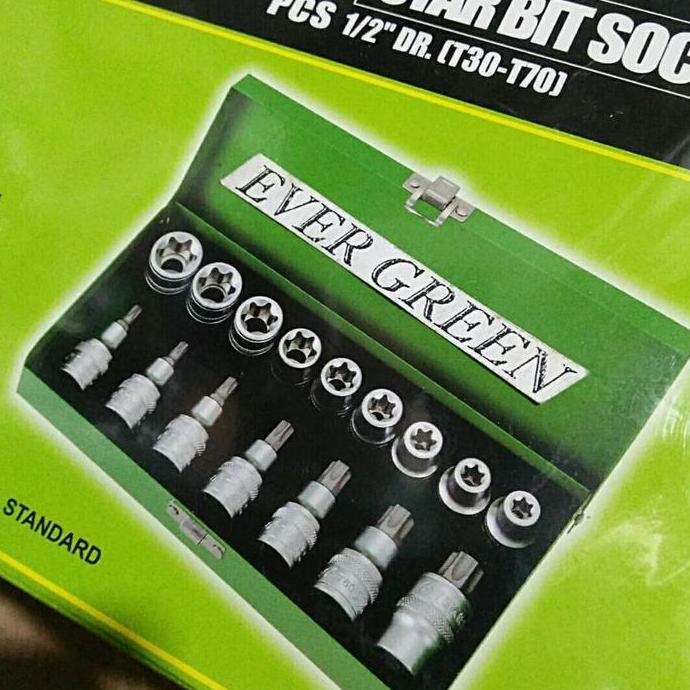 STAR BIT SOC
PCS 1/2" DR. (T30-T70)
EVER GREEN
STANDARD